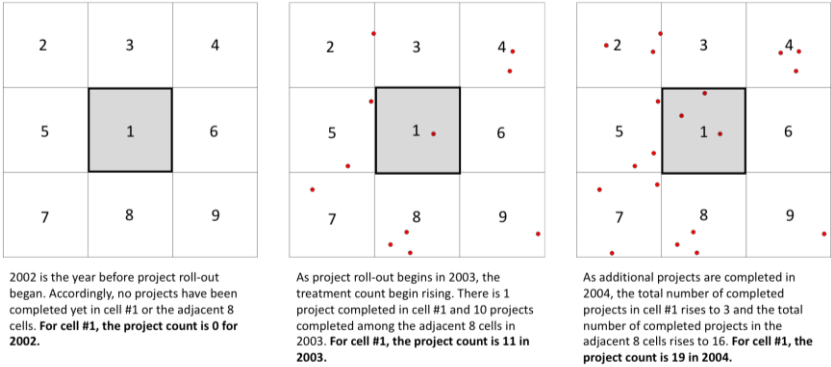 2 3 4
5 1 6
7 8 9
2002 is the year before project roll-out
began. Accordingly, no projects have been
completed yet in cell #1 or the adjacent 8
cells. For cell #1, the project count is 0 for
2002.
2 3 4
5 1 6
7 8 9
As project roll-out begins in 2003, the
treatment count begin rising. There is 1
project completed in cell #1 and 10 projects
completed among the adjacent 8 cells in
2003. For cell #1, the project count is 11 in
2003.
2 3 4
5 1 6
7 8 9
As additional projects are completed in
2004, the total number of completed
projects in cell #1 rises to 3 and the total
number of completed projects in the
adjacent 8 cells rises to 16. For cell #1, the
project count is 19 in 2004.